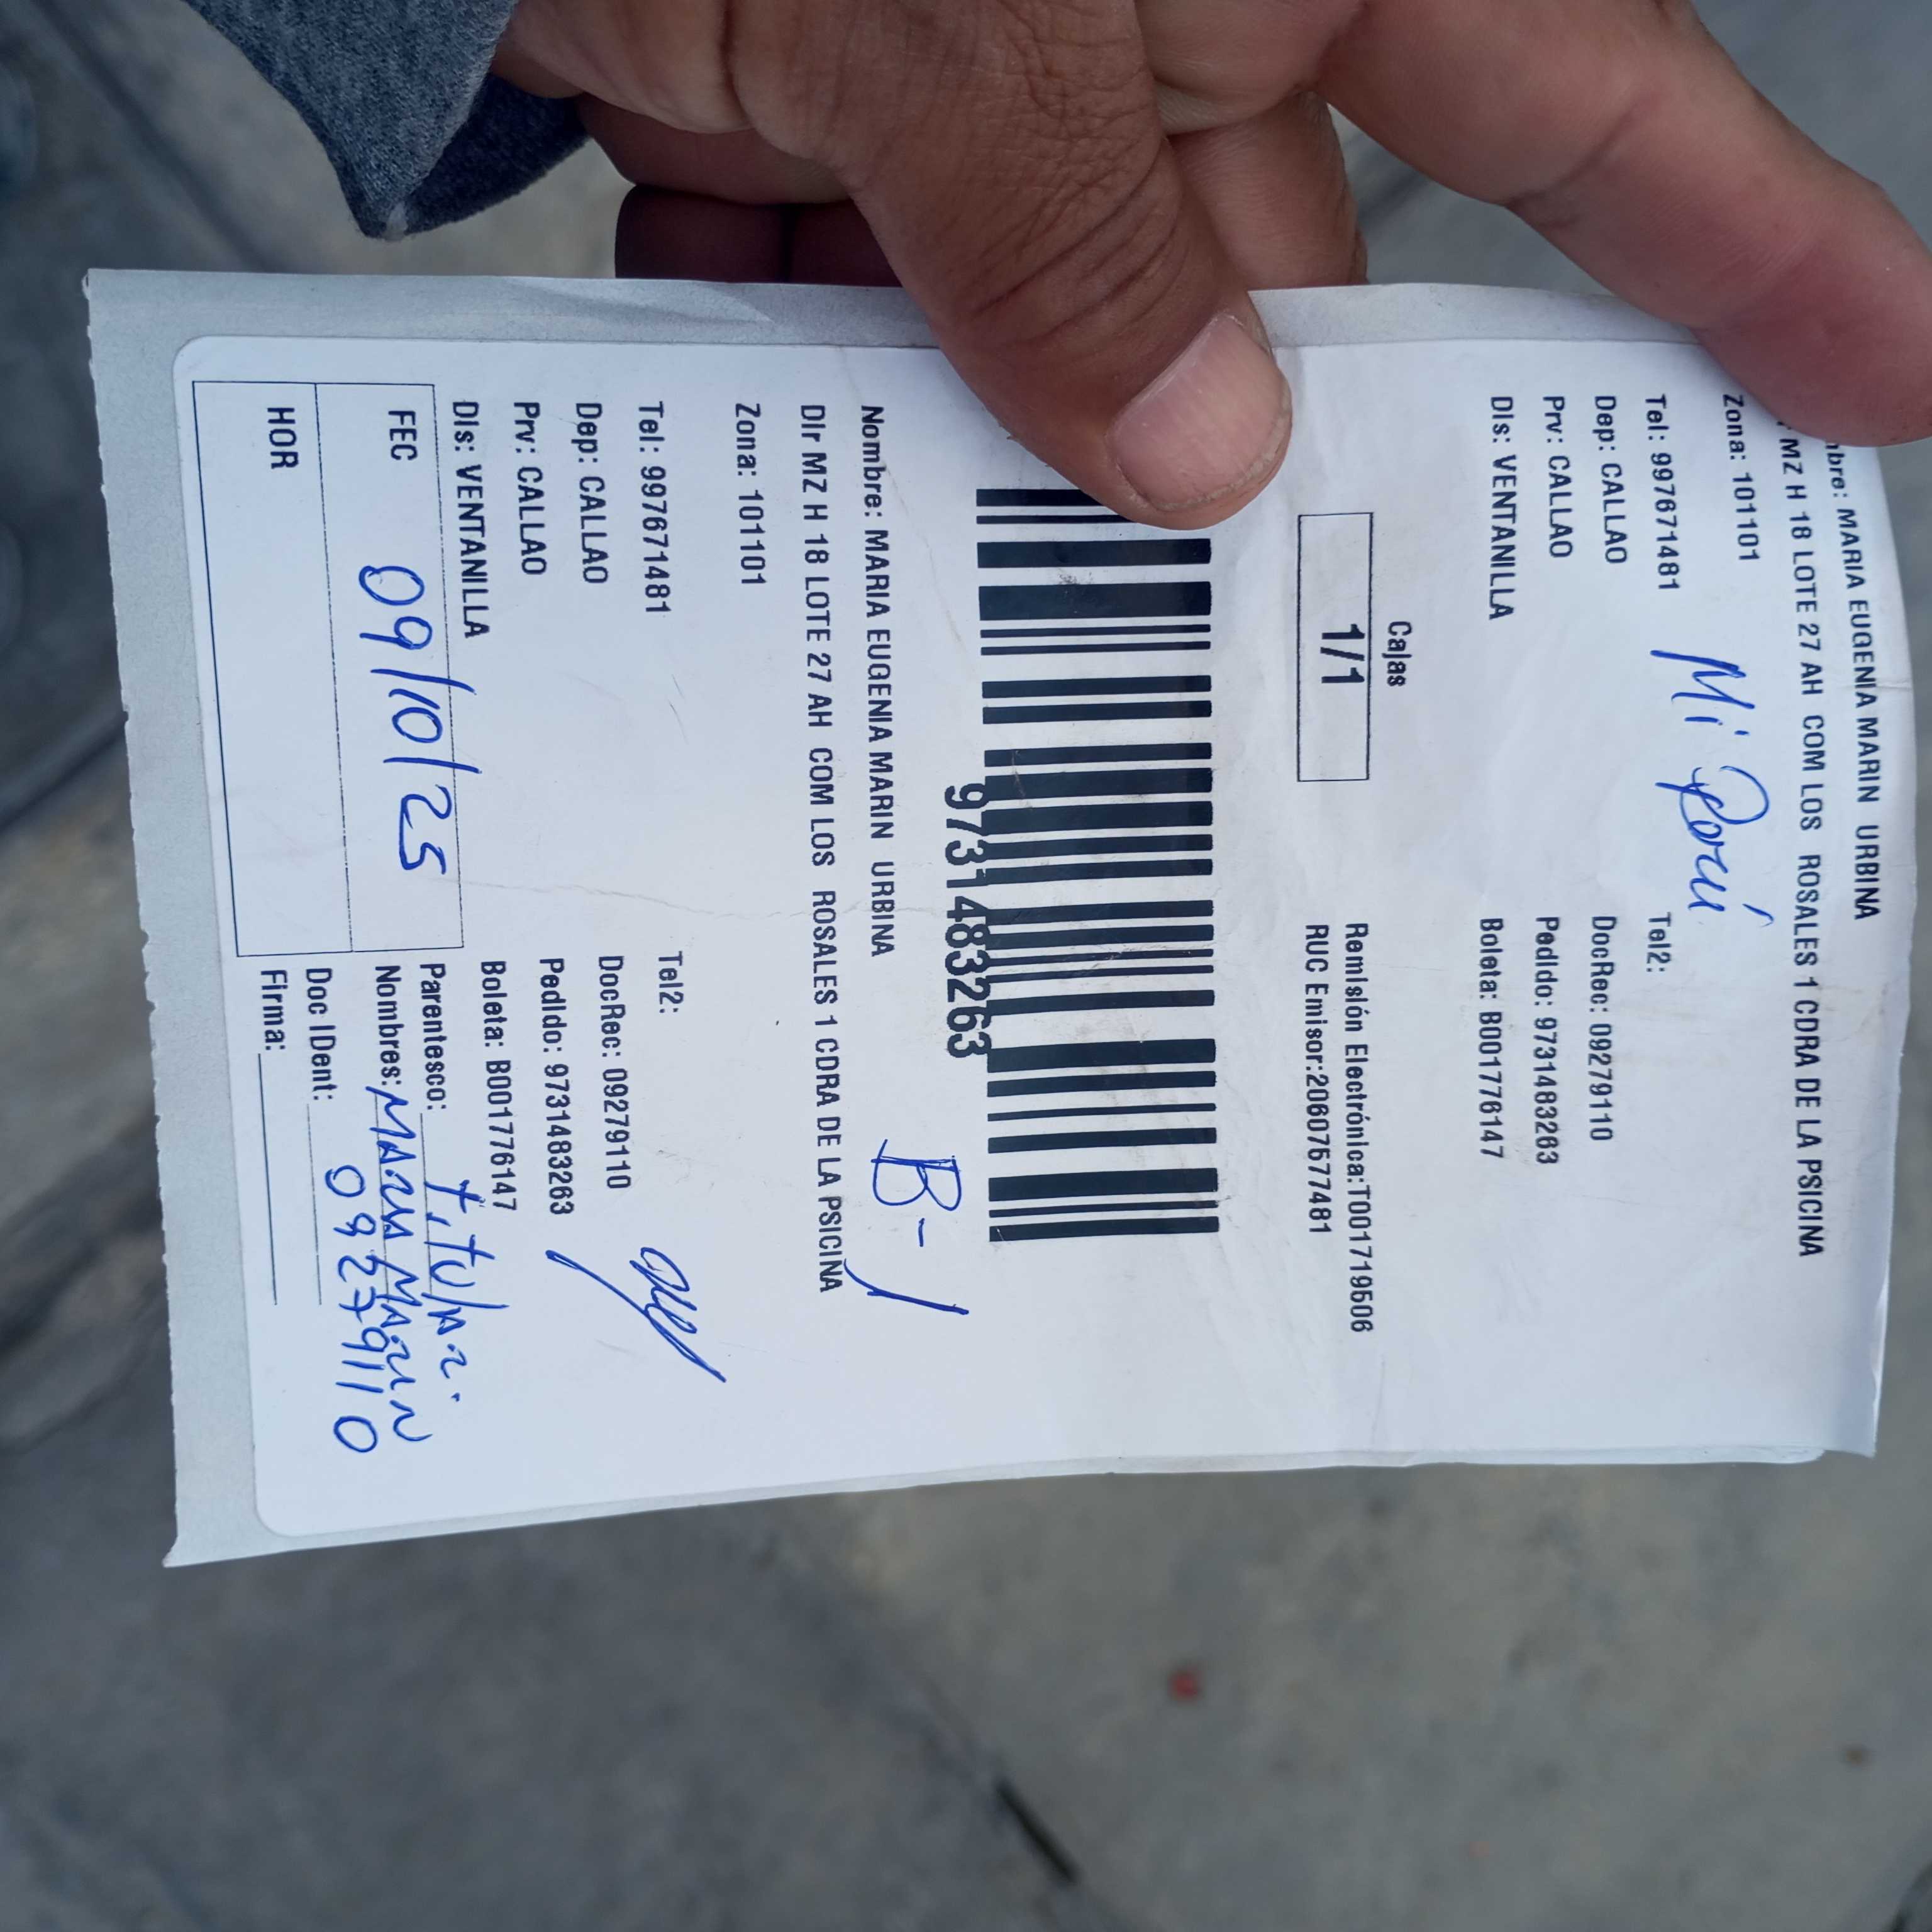 mbre: MARIA EUGENIA MARIN URBINA
MZ H 18 LOTE 27 AH COM LOS ROSALES 1 CDRA DE LA PSICINA
Zona: 101101
Mi Perú
Tel: 997671481 Tel2:
Dep: CALLAO DocRec: 09279110
Prv: CALLAO Pedido: 9731483263
Dis: VENTANILLA Boleta: B001776147
Cajas
1/1
Remisión Electrónica:T001719506
RUC Emisor:20607577481
9731483263
B-1
Nombre: MARIA EUGENIA MARIN URBINA
Dir MZ H 18 LOTE 27 AH COM LOS ROSALES 1 CDRA DE LA PSICINA
Zona: 101101
Tel: 997671481 Tel2:
Dep: CALLAO DocRec: 09279110
Prv: CALLAO Pedido: 9731483263
Dis: VENTANILLA Boleta: B001776147
FEC 09/10/25
HOR
Parentesco: titular.
Nombres: Maria Marin
Doc IDent: 09279110
Firma: